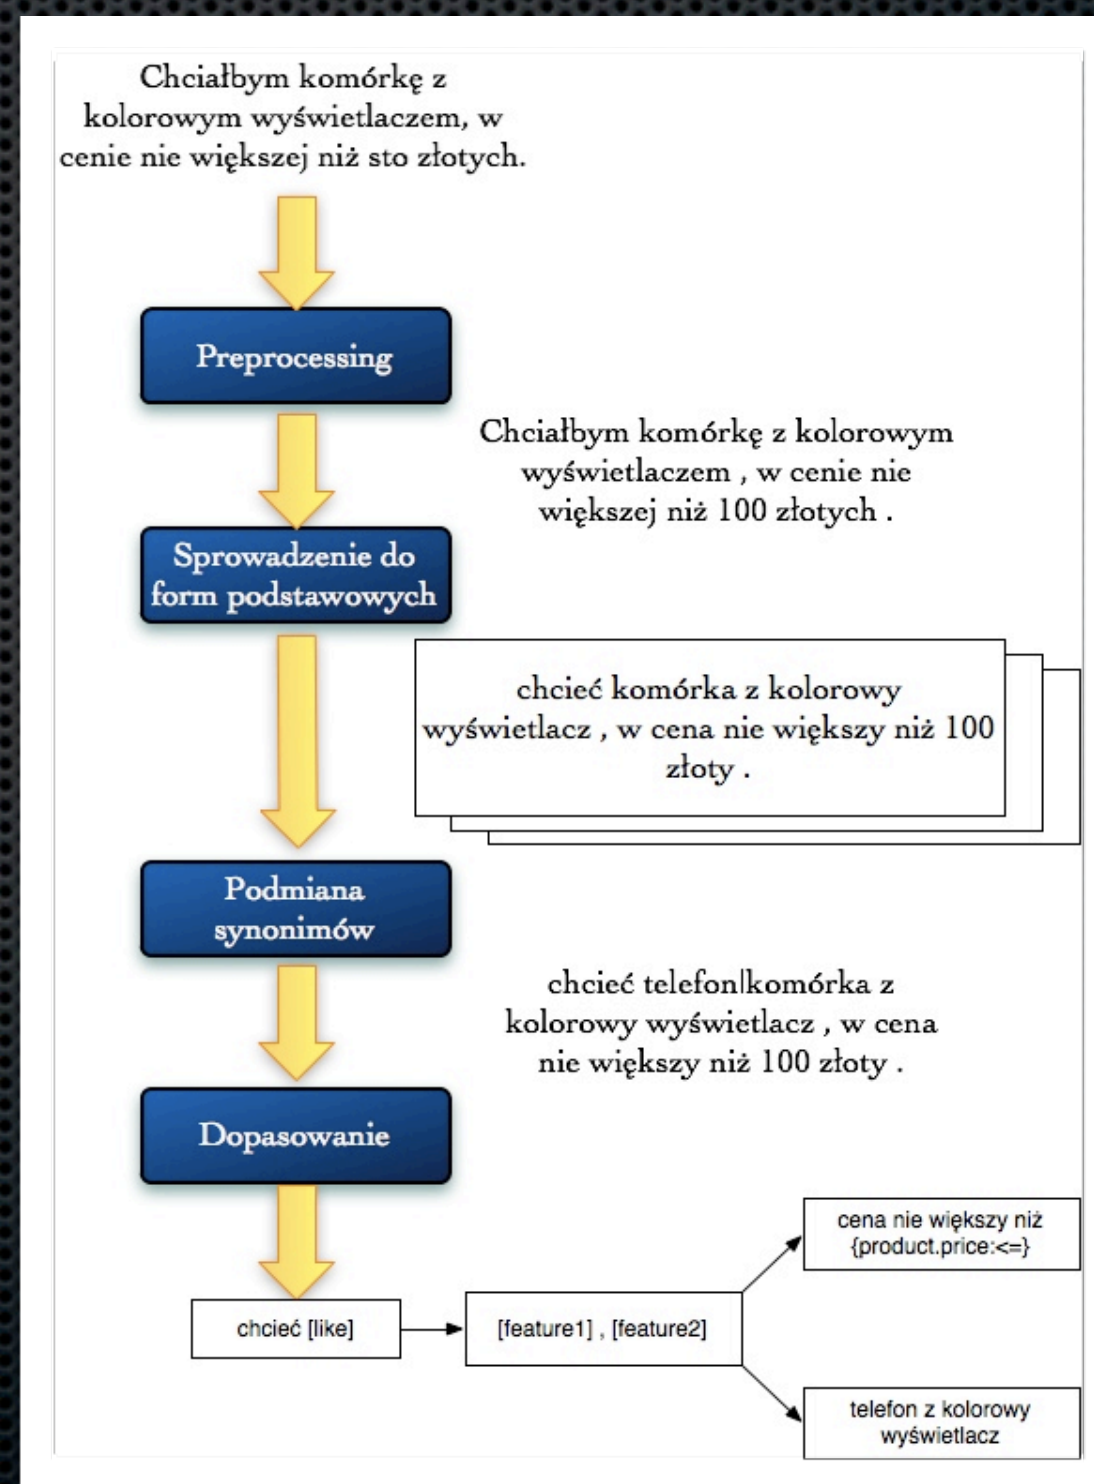 Chciałbym komórkę z
kolorowym wyświetlaczem, w
cenie nie większej niż sto złotych.
Preprocessing
Chciałbym komórkę z kolorowym
wyświetlaczem , w cenie nie
większej niż 100 złotych .
Sprowadzenie do
form podstawowych
chcieć komórka z kolorowy
wyświetlacz , w cena nie większy niż 100
złoty .
Podmiana
synonimów
chcieć telefon|komórka z
kolorowy wyświetlacz , w cena
nie większy niż 100 złoty .
Dopasowanie
cena nie większy niż
{product.price:<=}
chcieć [like]
[feature1] , [feature2]
telefon z kolorowy
wyświetlacz